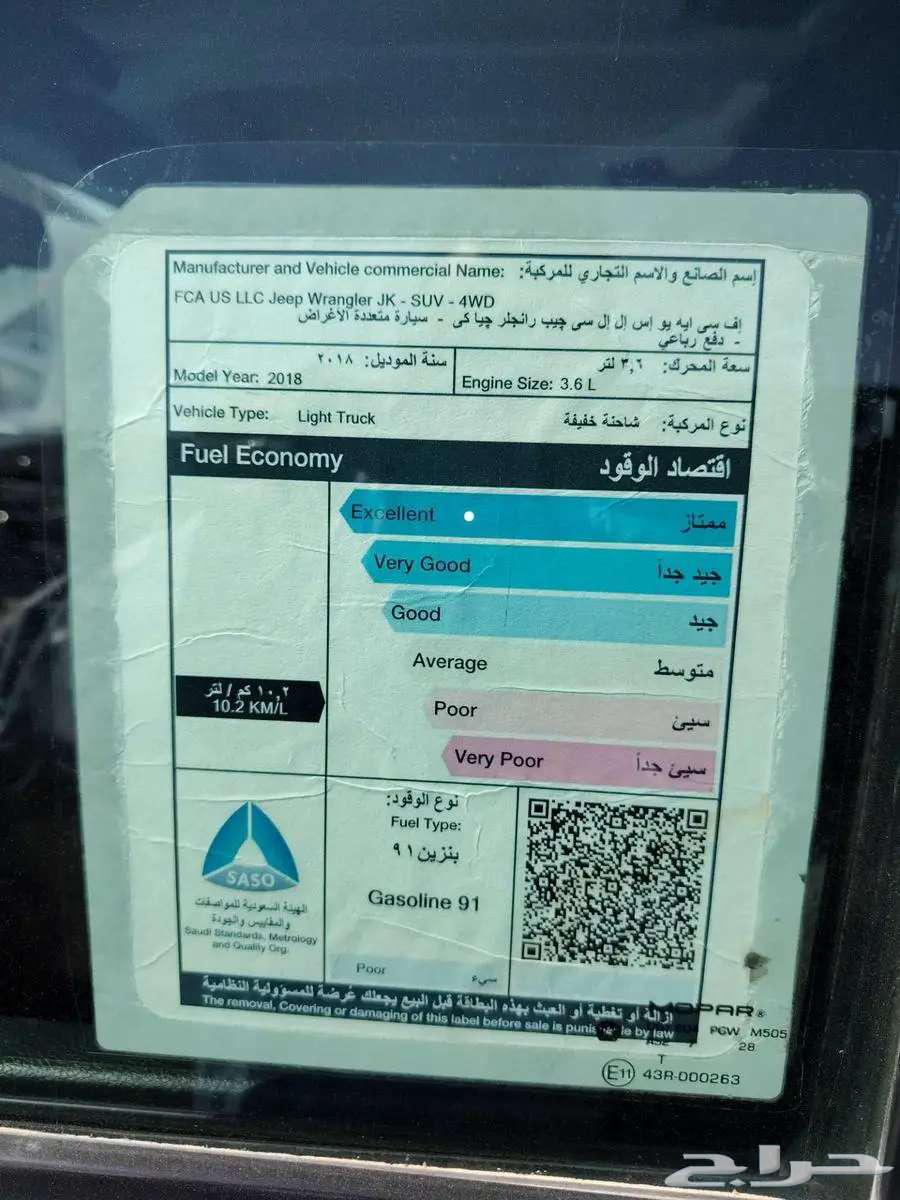 Manufacturer and Vehicle commercial Name: إسم الصانع والاسم التجاري للمركبة:
FCA US LLC Jeep Wrangler JK - SUV - 4WD
إف سي ايه يو إس إل إل سي جيب رانجلر چيا كى - سيارة متعددة الأغراض
- دفع رباعي
سنة الموديل: ٢٠١٨
Model Year: 2018
سعة المحرك: ٣,٦ لتر
Engine Size: 3.6 L
Vehicle Type: Light Truck
نوع المركبة: شاحنة خفيفة
Fuel Economy اقتصاد الوقود
Excellent ممتاز
Very Good جيد جداً
Good جيد
Average متوسط
Poor سيئ
Very Poor سيئ جداً
١٠,٢ كم / لتر
10.2 KM/L
SASO
الهيئة السعودية للمواصفات
والمقاييس والجودة
Saudi Standards, Metrology
and Quality Org.
نوع الوقود:
Fuel Type:
بنزين ٩١
Gasoline 91
Poor سيء
إزالة أو تغطية أو العبث بهذه البطاقة قبل البيع يجعلك عُرضة للمسؤولية النظامية
The removal, Covering or damaging of this label before sale is punishable by law
MOPAR®
PGW M505
28
T
E11 43R-000263
حراج